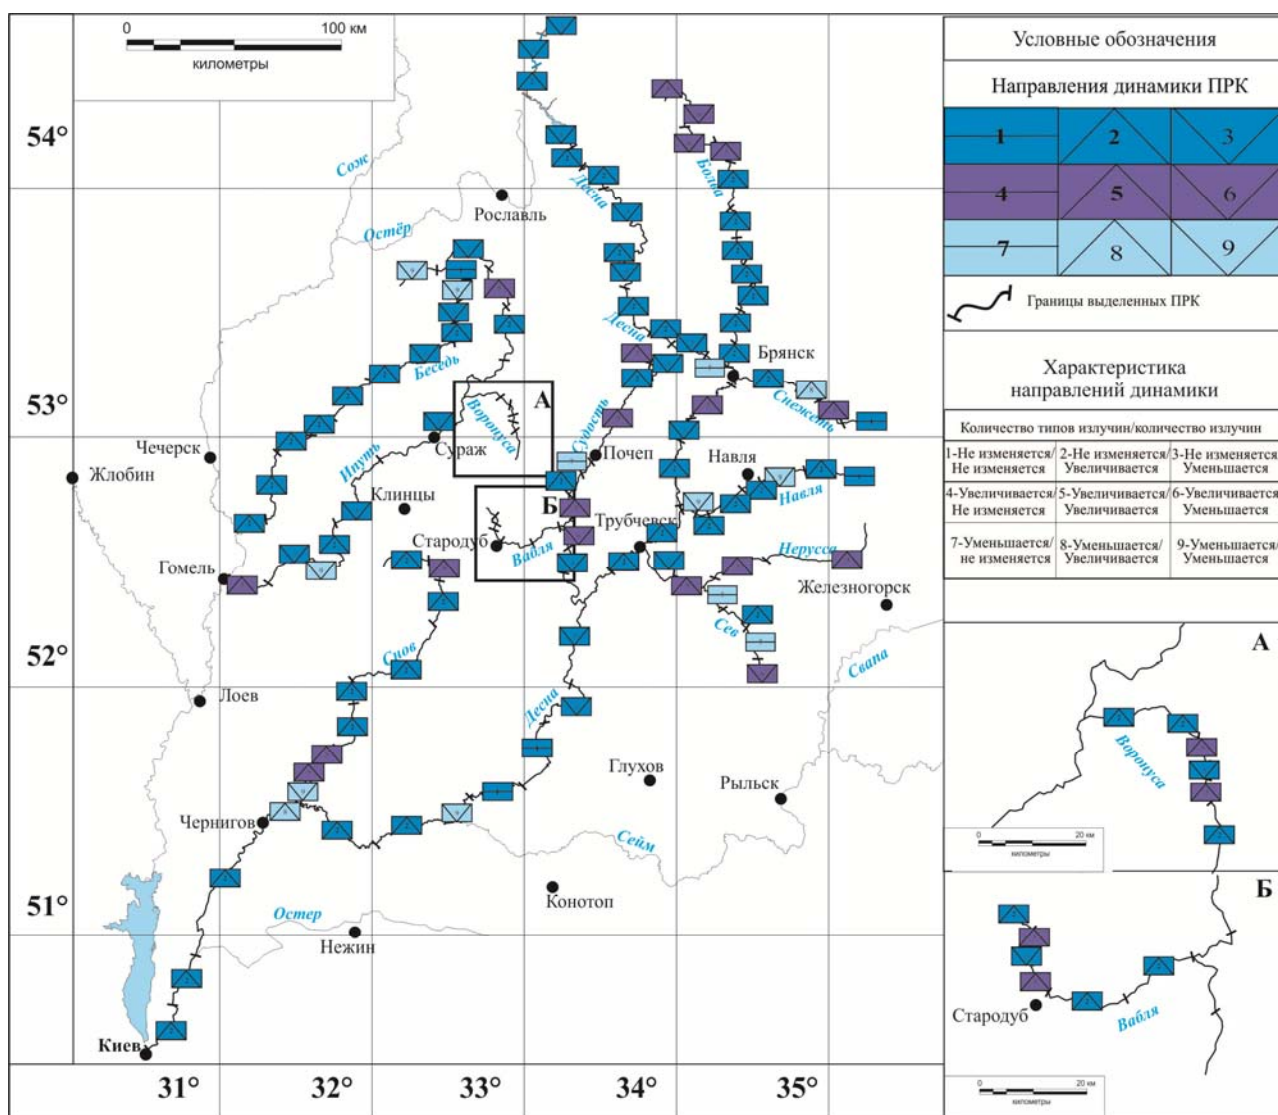 0 100 км
километры
54°
53°
52°
51°
31° 32° 33° 34° 35°
Сож
Остёр
Рославль
Десна
Болва
Десна
Брянск
Снежеть
Беседь
Воронуса
А
Судость
Чечерск
Ипуть
Сураж
Почеп
Навля
Жлобин
Клинцы
Б
Навля
Стародуб
Вабля
Трубчевск
Нерусса
Гомель
Железногорск
Сев
Снов
Свапа
Лоев
Десна
Глухов
Рыльск
Чернигов
Сейм
Конотоп
Остер
Нежин
Киев
Условные обозначения
Направления динамики ПРК
1 2 3
4 5 6
7 8 9
Границы выделенных ПРК
Характеристика
направлений динамики
Количество типов излучин/количество излучин
1-Не изменяется/ 2-Не изменяется/ 3-Не изменяется/
Не изменяется Увеличивается Уменьшается
4-Увеличивается/ 5-Увеличивается/ 6-Увеличивается/
Не изменяется Увеличивается Уменьшается
7-Уменьшается/ 8-Уменьшается/ 9-Уменьшается/
не изменяется Увеличивается Уменьшается
А
Воронуса
0 20 км
километры
Б
Стародуб
Вабля
0 20 км
километры